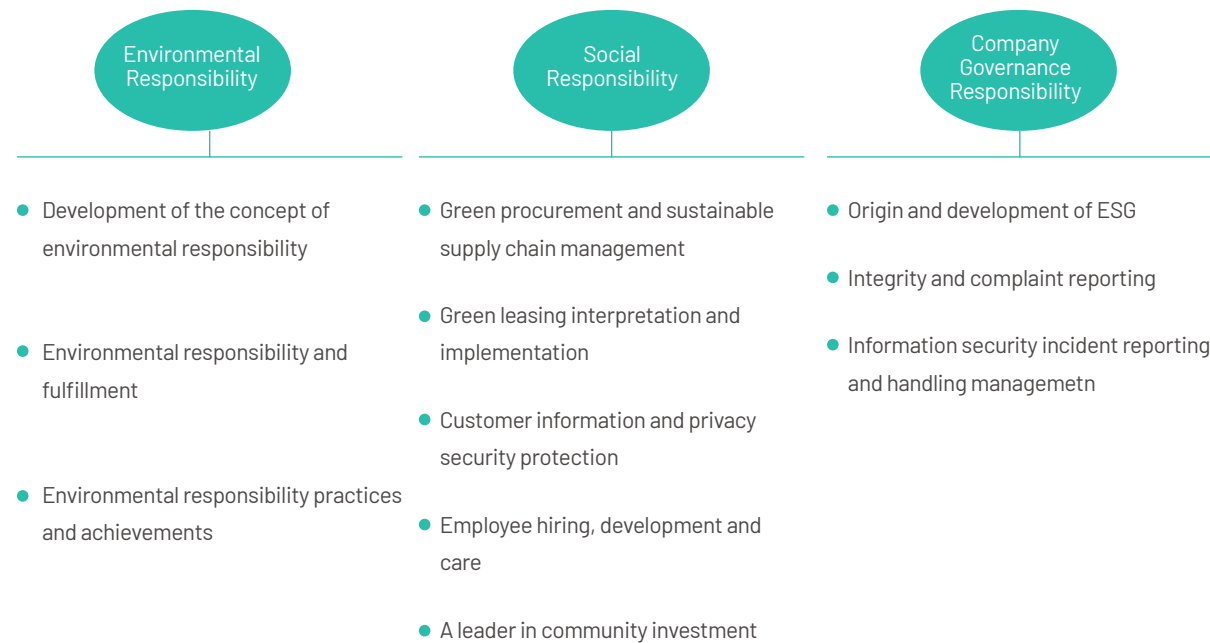 Environmental
Responsibility
Development of the concept of
environmental responsibility
Environmental responsibility and
fulfillment
Environmental responsibility practices
and achievements
Social
Responsibility
Green procurement and sustainable
supply chain management
Green leasing interpretation and
implementation
Customer information and privacy
security protection
Employee hiring, development and
care
A leader in community investment
Company
Governance
Responsibility
Origin and development of ESG
Integrity and complaint reporting
Information security incident reporting
and handling managemetn